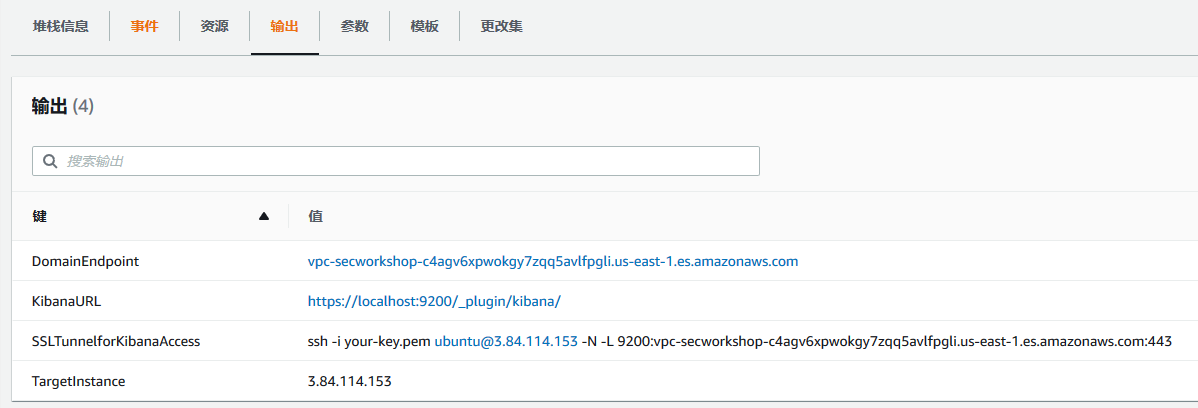 堆栈信息 事件 资源 输出 参数 模板 更改集
输出 (4)
搜索输出
键 值
DomainEndpoint vpc-secworkshop-c4agv6xpwokgy7zqq5avlfpgli.us-east-1.es.amazonaws.com
KibanaURL https://localhost:9200/_plugin/kibana/
SSLTunnelforKibanaAccess ssh -i your-key.pem ubuntu@3.84.114.153 -N -L 9200:vpc-secworkshop-c4agv6xpwokgy7zqq5avlfpgli.us-east-1.es.amazonaws.com:443
TargetInstance 3.84.114.153